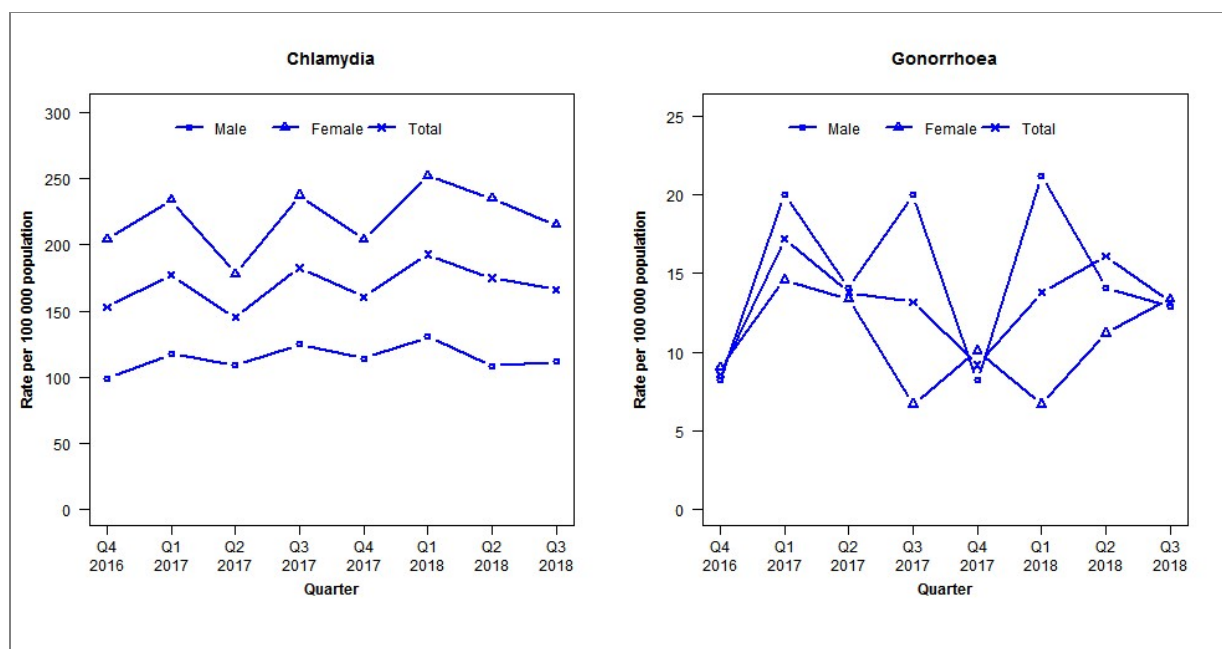 Chlamydia
Rate per 100 000 population
300
250
200
150
100
50
0
Male Female Total
Q4 Q1 Q2 Q3 Q4 Q1 Q2 Q3
2016 2017 2017 2017 2017 2018 2018 2018
Quarter
Gonorrhoea
Rate per 100 000 population
25
20
15
10
5
0
Male Female Total
Q4 Q1 Q2 Q3 Q4 Q1 Q2 Q3
2016 2017 2017 2017 2017 2018 2018 2018
Quarter